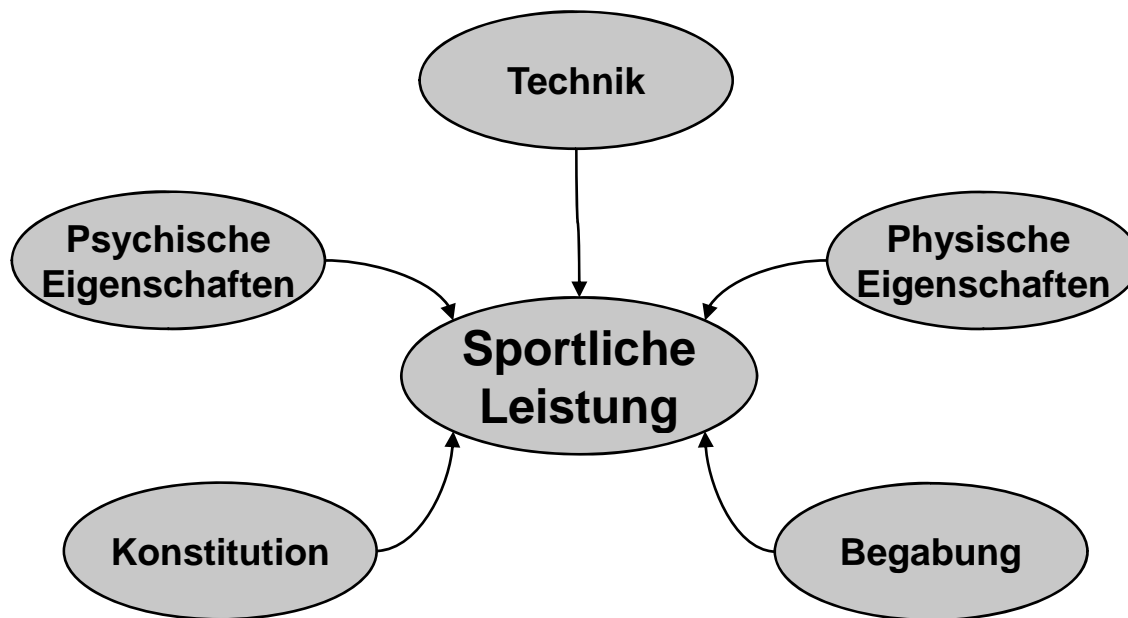 Technik
Psychische
Eigenschaften
Physische
Eigenschaften
Sportliche
Leistung
Konstitution
Begabung